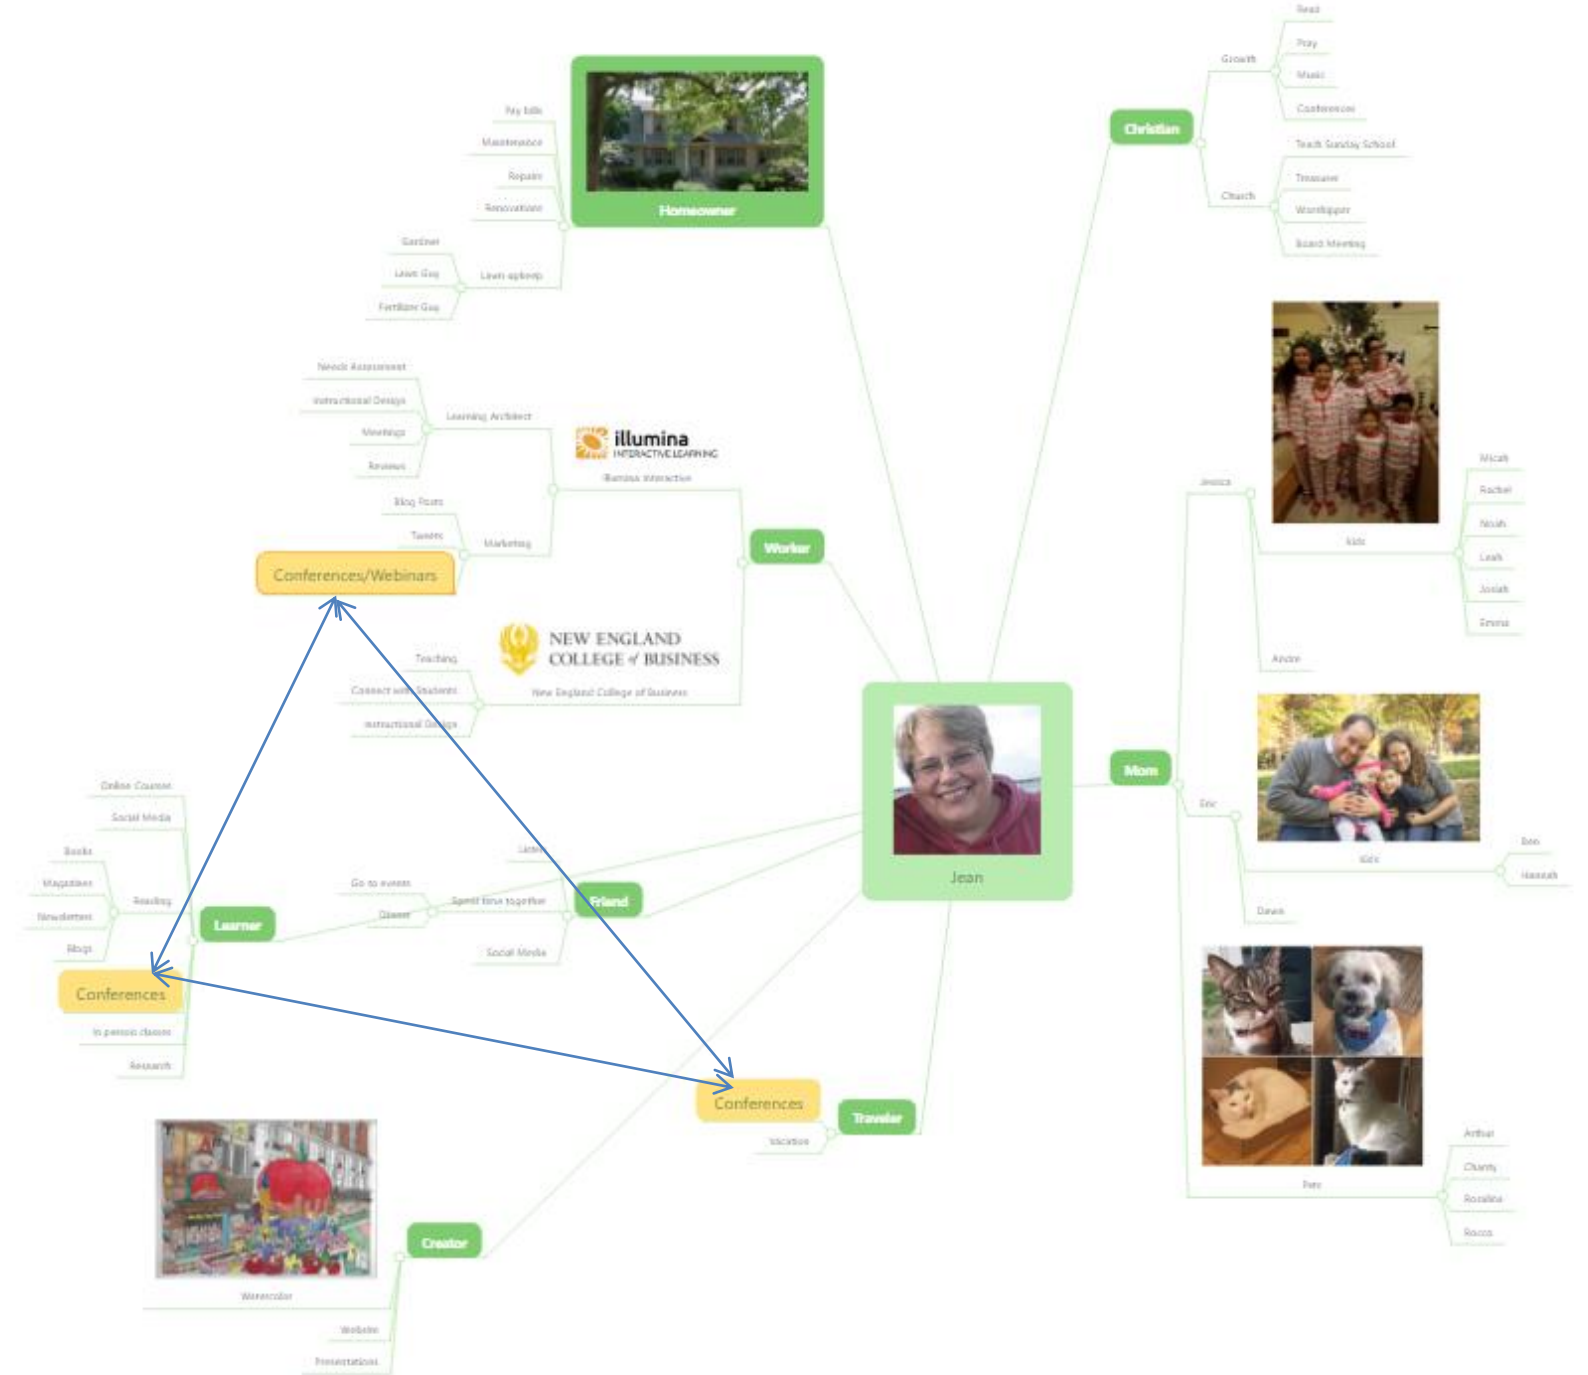 Homeowner
Pay bills
Maintenance
Repairs
Renovations
Lawn upkeep
Gardner
Lawn Guy
Fertilizer Guy
Christian
Growth
Read
Pray
Music
Conferences
Church
Teach Sunday School
Treasurer
Worshipper
Board Meeting
Worker
illumina
INTERACTIVE LEARNING
Illumina Interactive
Learning Architect
Needs Assessment
Instructional Design
Meetings
Reviews
Marketing
Blog Posts
Tweets
Conferences/Webinars
NEW ENGLAND
COLLEGE of BUSINESS
New England College of Business
Teaching
Connect with Students
Instructional Design
Jean
Mom
Jessica
kids
Micah
Rachel
Noah
Leah
Josiah
Emma
Andre
Eric
Kids
Ben
Hannah
Dawn
Pets
Arthur
Charity
Rosaline
Rocco
Friend
Listen
Spend time together
Go to events
Dinner
Social Media
Learner
Online Courses
Social Media
Reading
Books
Magazines
Newsletters
Blogs
Conferences
In person classes
Research
Traveler
Conferences
Vacation
Creator
Watercolor
Website
Presentations